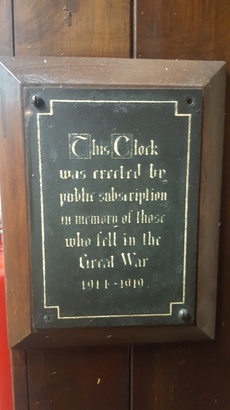 This Clock
was erected by
public subscription
in memory of those
who fell in the
Great War
1914-1919